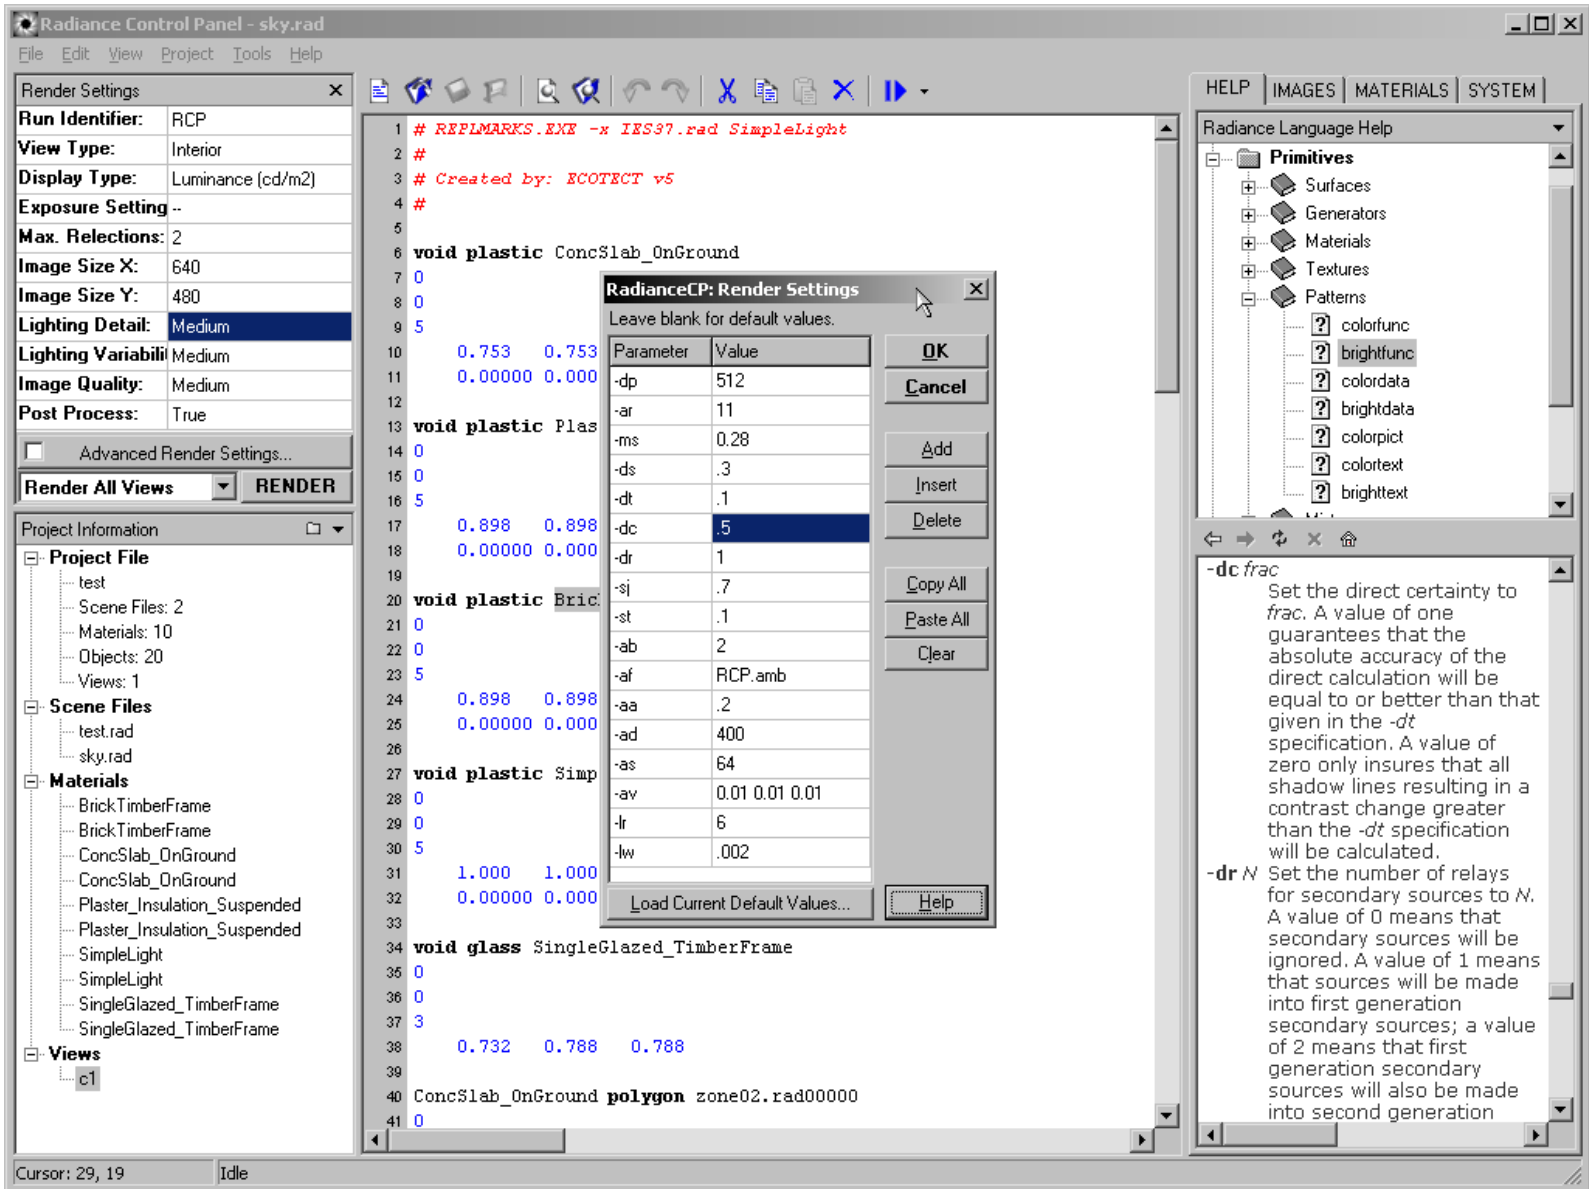 Radiance Control Panel - sky.rad
File Edit View Project Tools Help
Render Settings
Run Identifier: RCP
View Type: Interior
Display Type: Luminance (cd/m2)
Exposure Setting --
Max. Relections: 2
Image Size X: 640
Image Size Y: 480
Lighting Detail: Medium
Lighting Variabili Medium
Image Quality: Medium
Post Process: True
Advanced Render Settings...
Render All Views RENDER
Project Information
Project File
test
Scene Files: 2
Materials: 10
Objects: 20
Views: 1
Scene Files
test.rad
sky.rad
Materials
BrickTimberFrame
BrickTimberFrame
ConcSlab_OnGround
ConcSlab_OnGround
Plaster_Insulation_Suspended
Plaster_Insulation_Suspended
SimpleLight
SimpleLight
SingleGlazed_TimberFrame
SingleGlazed_TimberFrame
Views
c1
1 # REPLMARKS.EXE -x IES37.rad SimpleLight
2 #
3 # Created by: ECOTECT v5
4 #
5
6 void plastic ConcSlab_OnGround
7 0
8 0
9 5
10 0.753 0.753
11 0.00000 0.000
12
13 void plastic Plas
14 0
15 0
16 5
17 0.898 0.898
18 0.00000 0.000
19
20 void plastic Bric
21 0
22 0
23 5
24 0.898 0.898
25 0.00000 0.000
26
27 void plastic Simp
28 0
29 0
30 5
31 1.000 1.000
32 0.00000 0.000
33
34 void glass SingleGlazed_TimberFrame
35 0
36 0
37 3
38 0.732 0.788 0.788
39
40 ConcSlab_OnGround polygon zone02.rad00000
41 0
RadianceCP: Render Settings
Leave blank for default values.
Parameter Value
-dp 512
-ar 11
-ms 0.28
-ds .3
-dt .1
-dc .5
-dr 1
-sj .7
-st .1
-ab 2
-af RCP.amb
-aa .2
-ad 400
-as 64
-av 0.01 0.01 0.01
-lr 6
-lw .002
Load Current Default Values...
OK
Cancel
Add
Insert
Delete
Copy All
Paste All
Clear
Help
HELP IMAGES MATERIALS SYSTEM
Radiance Language Help
Primitives
Surfaces
Generators
Materials
Textures
Patterns
colorfunc
brightfunc
colordata
brightdata
colorpict
colortext
brighttext
-dc frac
Set the direct certainty to
frac. A value of one
guarantees that the
absolute accuracy of the
direct calculation will be
equal to or better than that
given in the -dt
specification. A value of
zero only insures that all
shadow lines resulting in a
contrast change greater
than the -dt specification
will be calculated.
-dr N Set the number of relays
for secondary sources to N.
A value of 0 means that
secondary sources will be
ignored. A value of 1 means
that sources will be made
into first generation
secondary sources; a value
of 2 means that first
generation secondary
sources will also be made
into second generation
Cursor: 29, 19 Idle